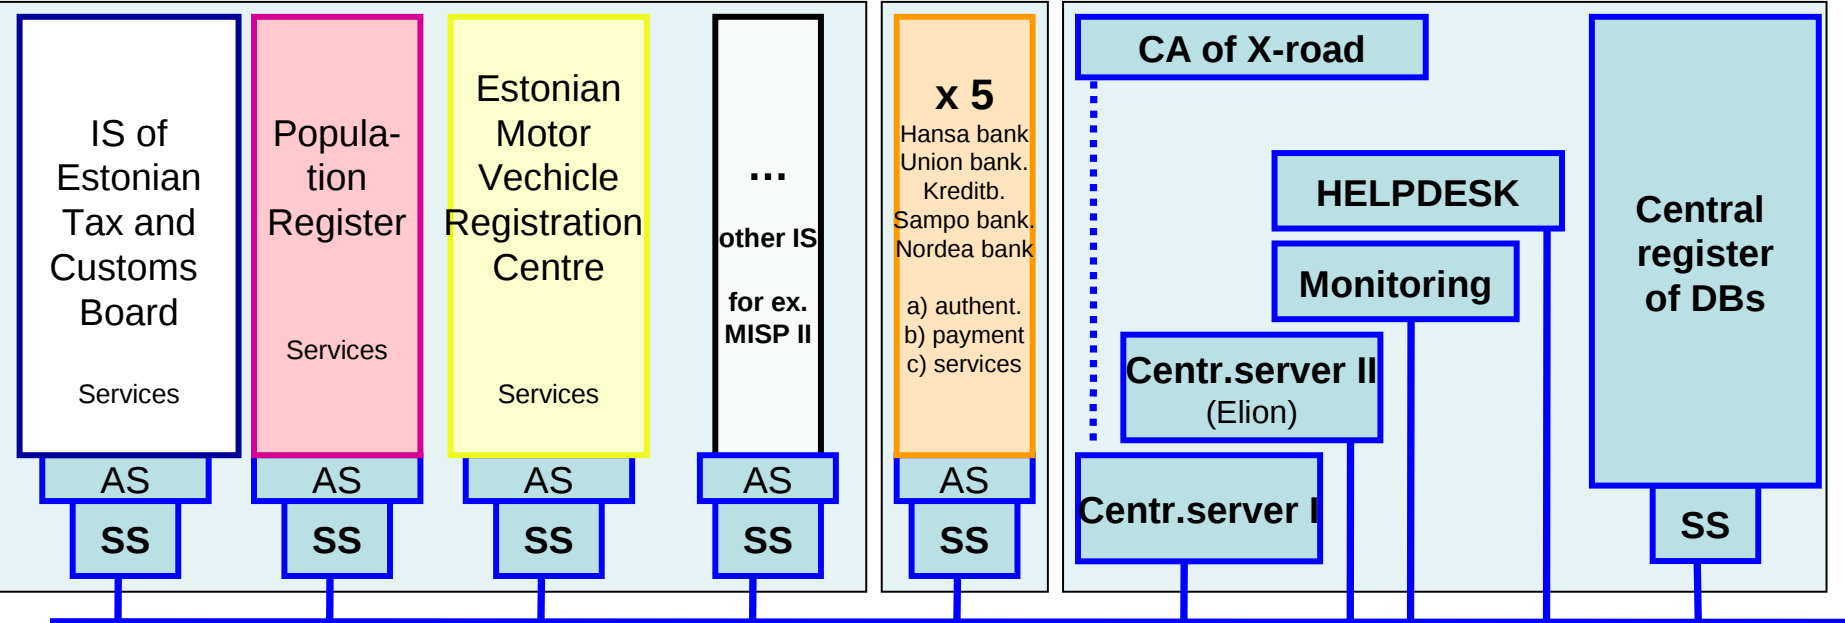 IS of
Estonian
Tax and
Customs
Board
Services
AS
SS
Popula-
tion
Register
Services
AS
SS
Estonian
Motor
Vechicle
Registration
Centre
Services
AS
SS
...
other IS
for ex.
MISP II
AS
SS
x 5
Hansa bank
Union bank.
Kreditb.
Sampo bank.
Nordea bank
a) authent.
b) payment
c) services
AS
SS
CA of X-road
HELPDESK
Monitoring
Centr.server II
(Elion)
Centr.server I
Central
register
of DBs
SS